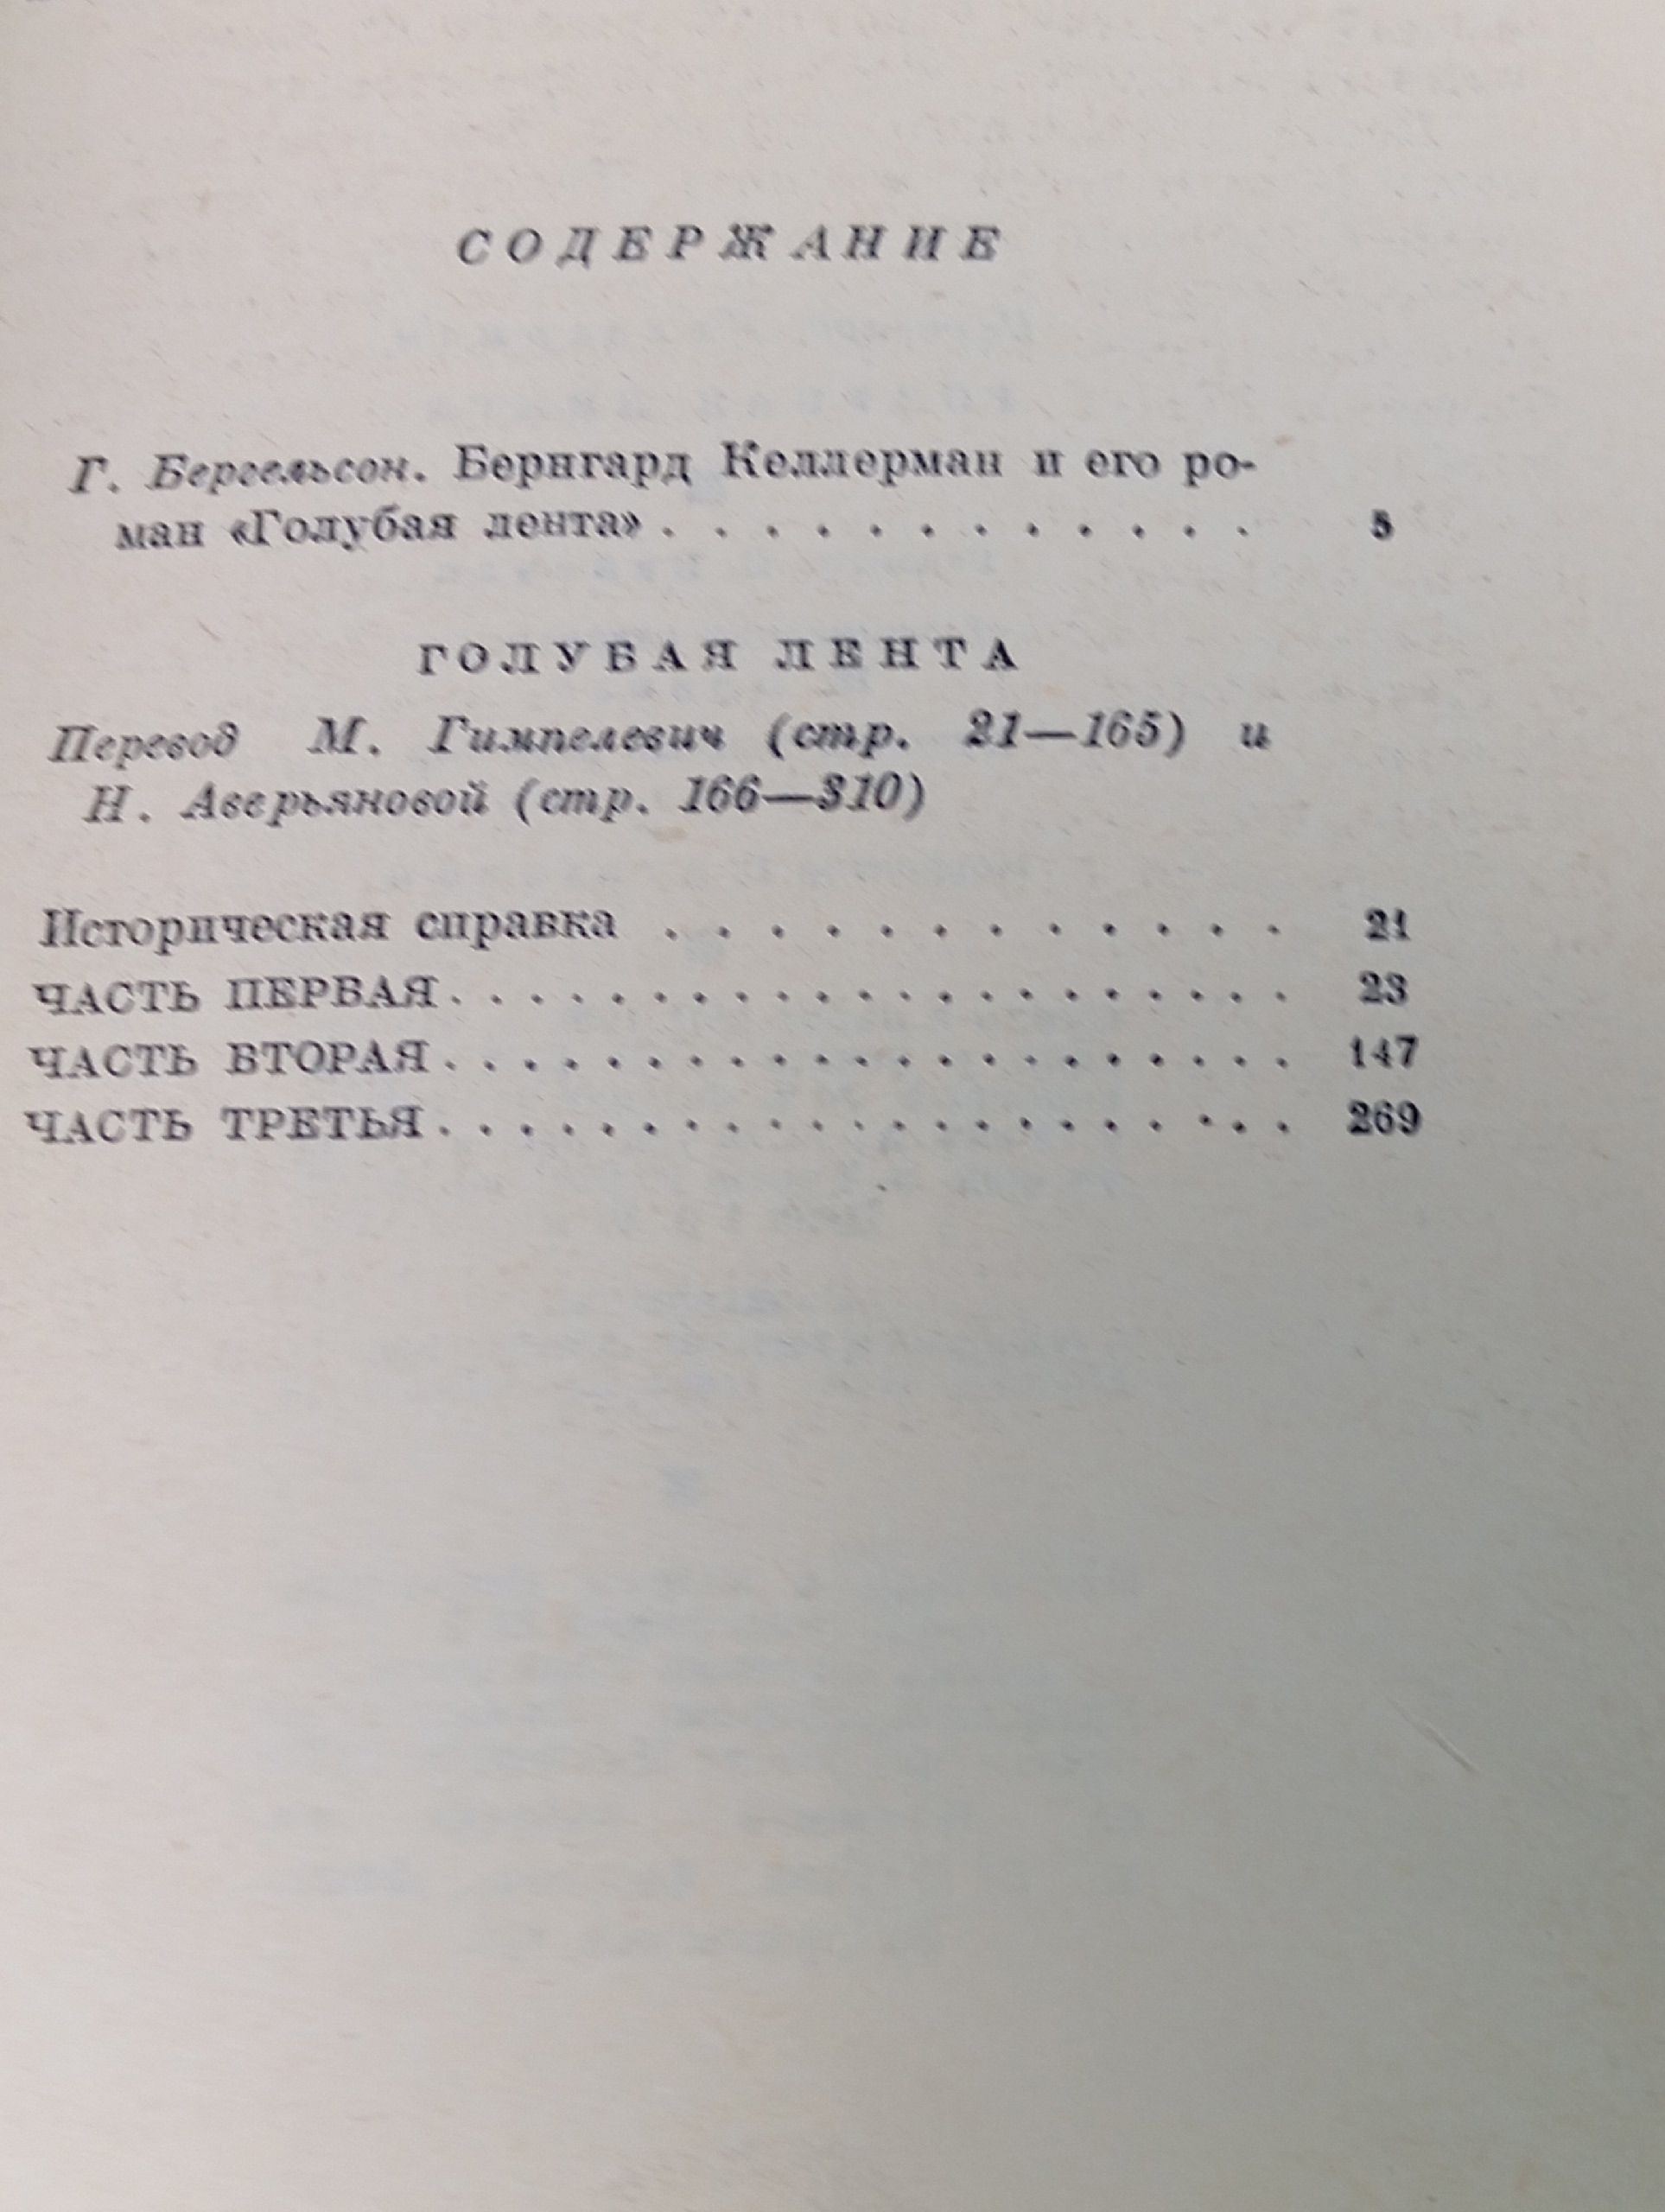 СОДЕРЖАНИЕ
Г. Бергельсон. Бернгард Келлерман и его ро-
ман «Голубая лента» . . . . . . . . . . . . 5
ГОЛУБАЯ ЛЕНТА
Перевод М. Гимпелевич (стр. 21—165) и
Н. Аверьяновой (стр. 166—310)
Историческая справка . . . . . . . . . . . . 21
ЧАСТЬ ПЕРВАЯ . . . . . . . . . . . . . . . . . . . . . 23
ЧАСТЬ ВТОРАЯ . . . . . . . . . . . . . . . . . . . . . 147
ЧАСТЬ ТРЕТЬЯ . . . . . . . . . . . . . . . . . . . . . 269